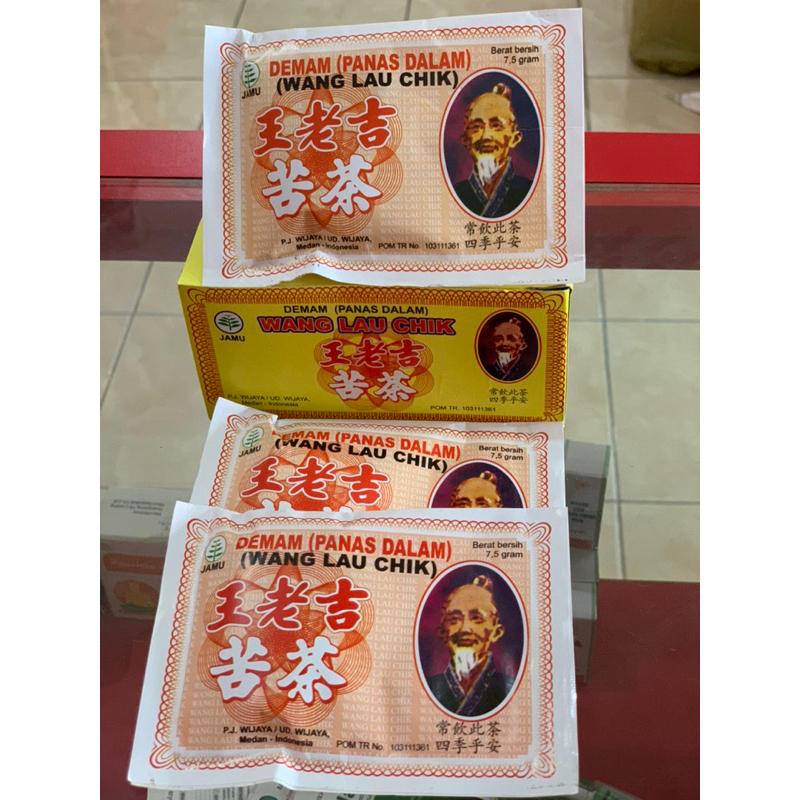 DEMAM (PANAS DALAM)
(WANG LAU CHIK)
Berat bersih
7,5 gram
JAMU
王老吉
苦茶
常飲此茶
四季平安
P.J. WIJAYA / UD. WIJAYA,
Medan - Indonesia
POM TR No. 103111361
DEMAM (PANAS DALAM)
WANG LAU CHIK
JAMU
王老吉
苦茶
常飲此茶
四季平安
P.J. WIJAYA / UD. WIJAYA,
Medan - Indonesia
POM TR. 103111361
DEMAM (PANAS DALAM)
(WANG LAU CHIK)
Berat bersih
7,5 gram
JAMU
王老吉
DEMAM (PANAS DALAM)
(WANG LAU CHIK)
Berat bersih
7,5 gram
JAMU
王老吉
苦茶
常飲此茶
四季平安
P.J. WIJAYA / UD. WIJAYA,
Medan - Indonesia
POM TR No. 103111361